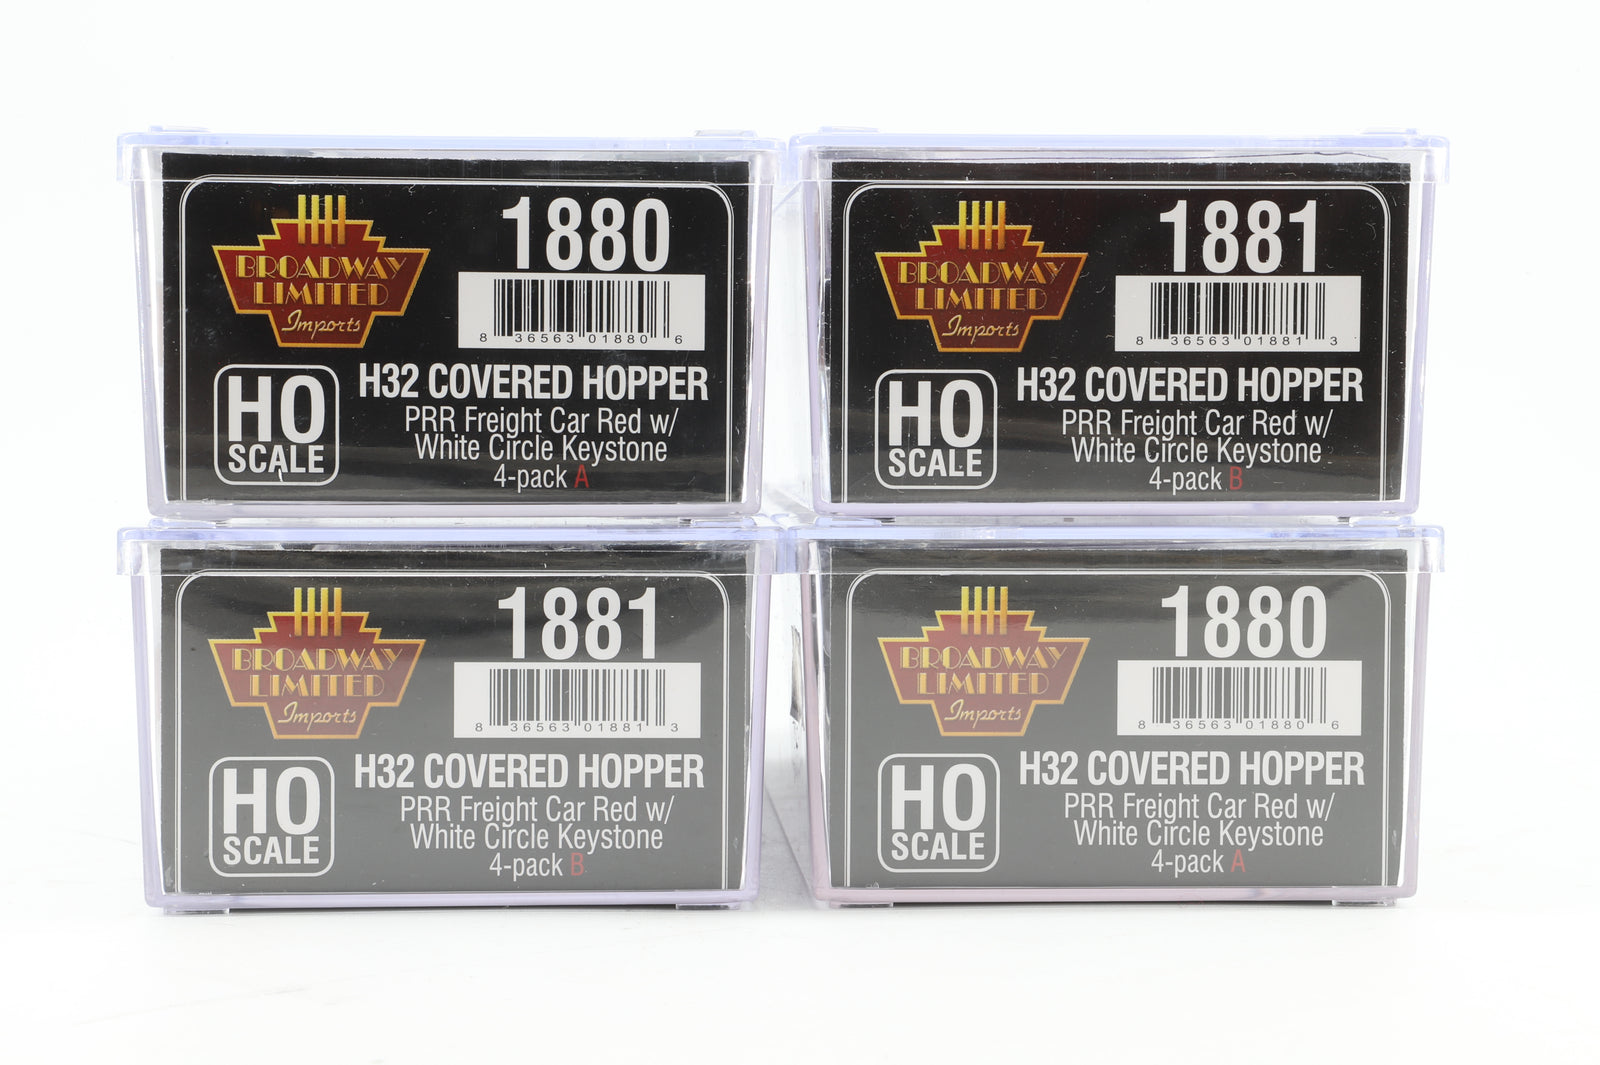 BROADWAY
LIMITED
Imports
1880
8 36563 01880 6
HO
SCALE
H32 COVERED HOPPER
PRR Freight Car Red w/
White Circle Keystone
4-pack A
BROADWAY
LIMITED
Imports
1881
8 36563 01881 3
HO
SCALE
H32 COVERED HOPPER
PRR Freight Car Red w/
White Circle Keystone
4-pack B
BROADWAY
LIMITED
Imports
1881
8 36563 01881 3
HO
SCALE
H32 COVERED HOPPER
PRR Freight Car Red w/
White Circle Keystone
4-pack B
BROADWAY
LIMITED
Imports
1880
8 36563 01880 6
HO
SCALE
H32 COVERED HOPPER
PRR Freight Car Red w/
White Circle Keystone
4-pack A